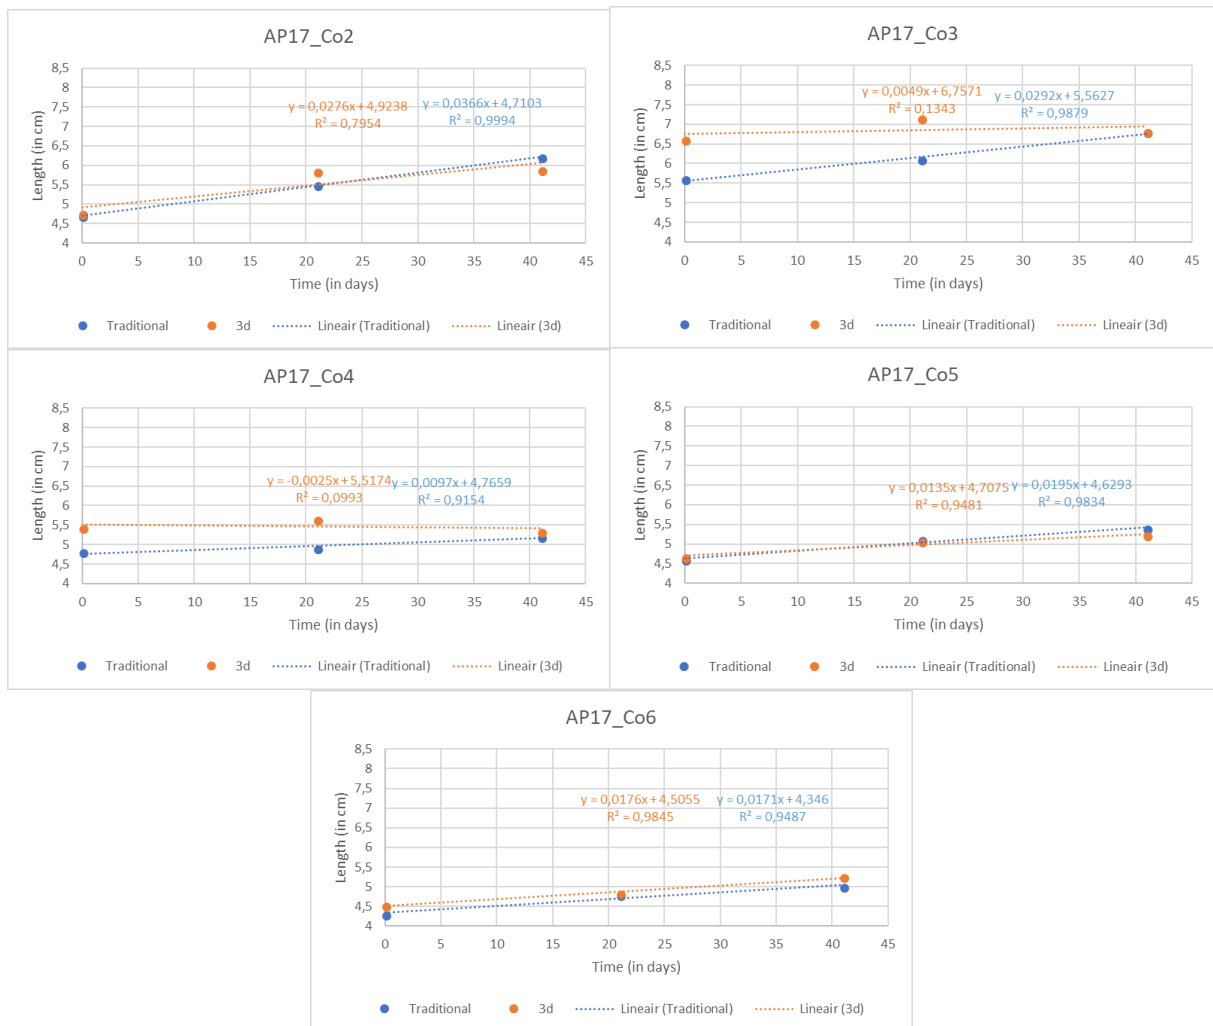 AP17_Co2
8,5
8
7,5
7
6,5
6
5,5
5
4,5
4
Length (in cm)
y = 0,0276x + 4,9238
R² = 0,7954
y = 0,0366x + 4,7103
R² = 0,9994
0 5 10 15 20 25 30 35 40 45
Time (in days)
Traditional 3d Lineair (Traditional) Lineair (3d)
AP17_Co3
8,5
8
7,5
7
6,5
6
5,5
5
4,5
4
Length (in cm)
y = 0,0049x + 6,7571
R² = 0,1343
y = 0,0292x + 5,5627
R² = 0,9879
0 5 10 15 20 25 30 35 40 45
Time (in days)
Traditional 3d Lineair (Traditional) Lineair (3d)
AP17_Co4
8,5
8
7,5
7
6,5
6
5,5
5
4,5
4
Length (in cm)
y = -0,0025x + 5,5174
R² = 0,0993
y = 0,0097x + 4,7659
R² = 0,9154
0 5 10 15 20 25 30 35 40 45
Time (in days)
Traditional 3d Lineair (Traditional) Lineair (3d)
AP17_Co5
8,5
8
7,5
7
6,5
6
5,5
5
4,5
4
Length (in cm)
y = 0,0135x + 4,7075
R² = 0,9481
y = 0,0195x + 4,6293
R² = 0,9834
0 5 10 15 20 25 30 35 40 45
Time (in days)
Traditional 3d Lineair (Traditional) Lineair (3d)
AP17_Co6
8,5
8
7,5
7
6,5
6
5,5
5
4,5
4
Length (in cm)
y = 0,0176x + 4,5055
R² = 0,9845
y = 0,0171x + 4,346
R² = 0,9487
0 5 10 15 20 25 30 35 40 45
Time (in days)
Traditional 3d Lineair (Traditional) Lineair (3d)